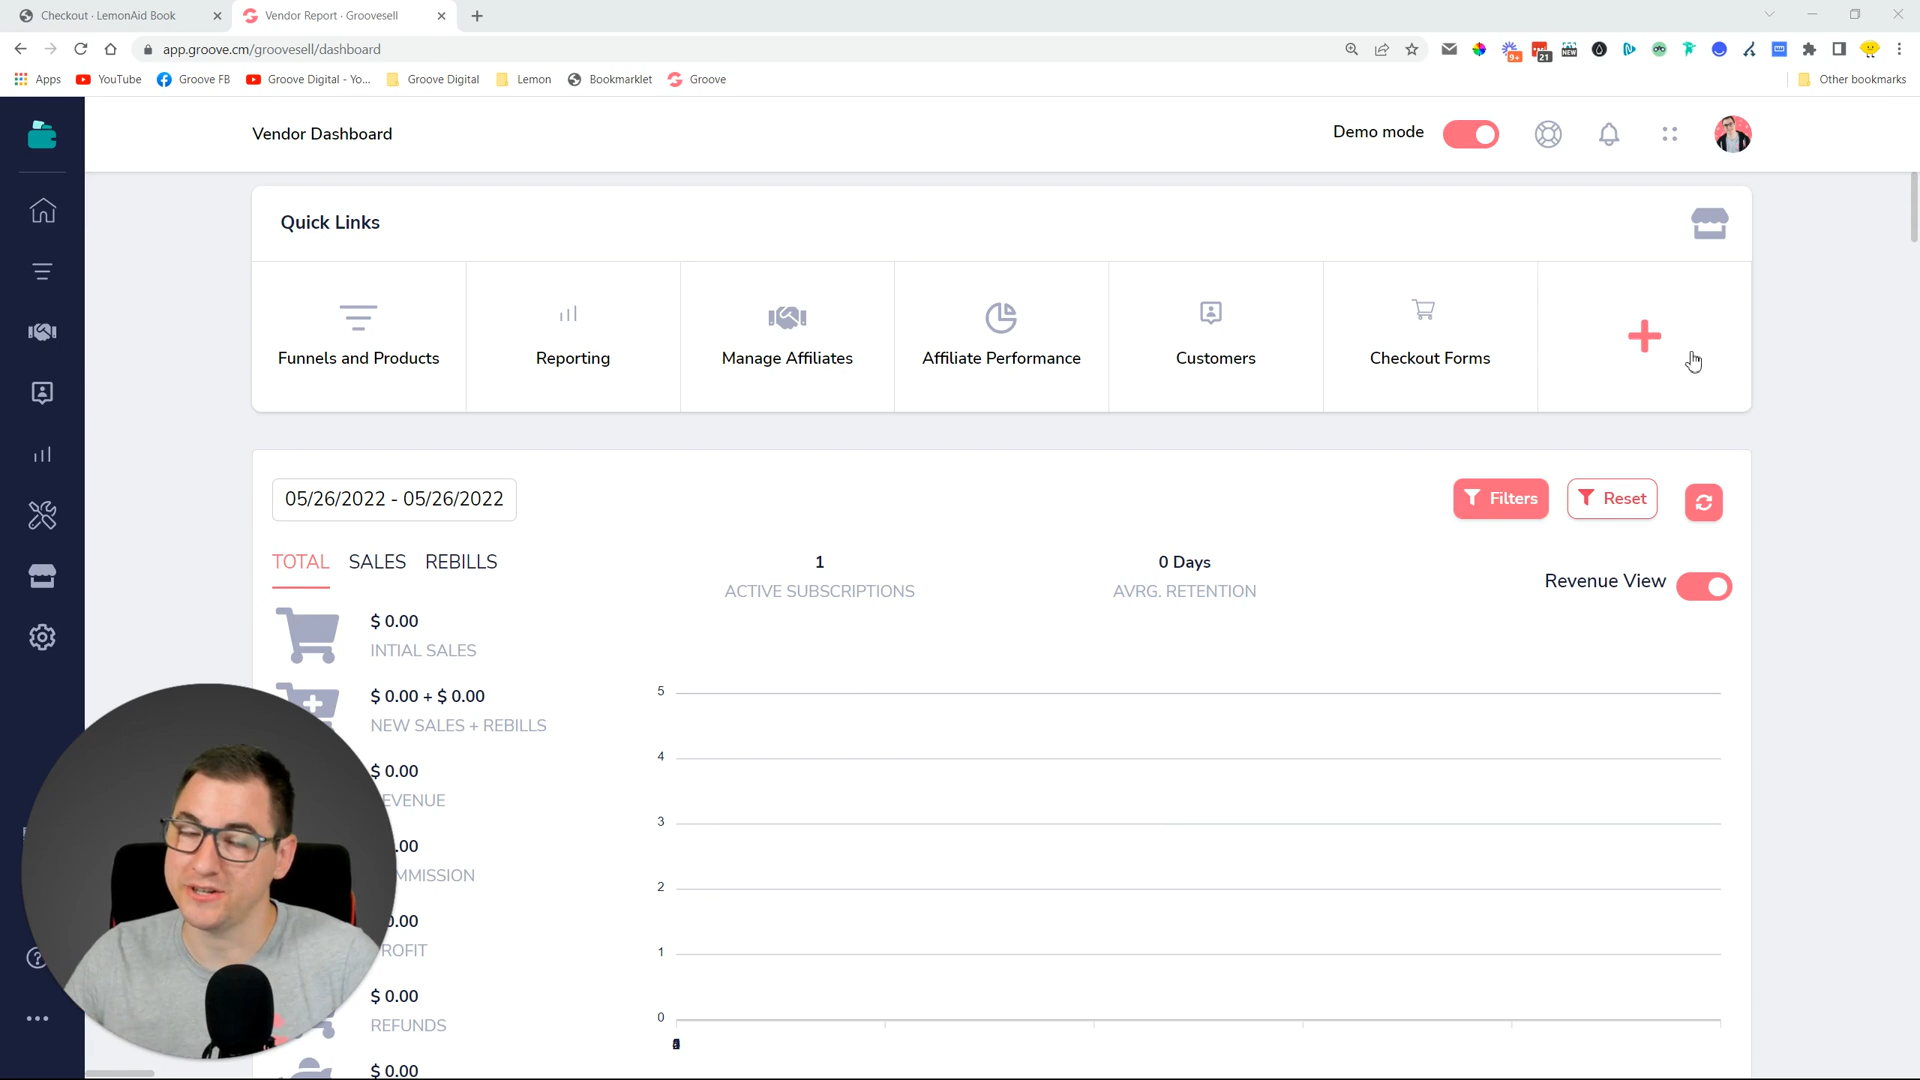 Checkout · LemonAid Book
Vendor Report · Groovesell
app.groove.cm/groovesell/dashboard
9+
21
NEW
Apps
YouTube
Groove FB
Groove Digital - Yo...
Groove Digital
Lemon
Bookmarklet
Groove
Other bookmarks
Vendor Dashboard
Demo mode
Quick Links
Funnels and Products
Reporting
Manage Affiliates
Affiliate Performance
Customers
Checkout Forms
05/26/2022 - 05/26/2022
Filters
Reset
TOTAL
SALES
REBILLS
1
ACTIVE SUBSCRIPTIONS
0 Days
AVRG. RETENTION
Revenue View
$ 0.00
INTIAL SALES
$ 0.00 + $ 0.00
NEW SALES + REBILLS
$ 0.00
EVENUE
.00
MMISSION
0.00
ROFIT
$ 0.00
REFUNDS
$ 0.00
5
4
3
2
1
0